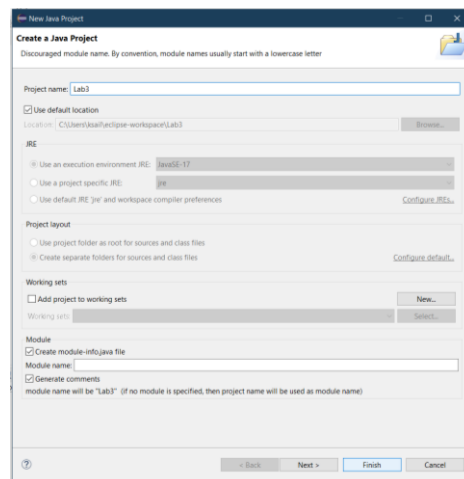 New Java Project
Create a Java Project
Discouraged module name. By convention, module names usually start with a lowercase letter
Project name: Lab3
Use default location
Location: C:\Users\ksail\eclipse-workspace\Lab3 Browse...
JRE
Use an execution environment JRE: JavaSE-17
Use a project specific JRE: jre
Use default JRE 'jre' and workspace compiler preferences Configure JREs...
Project layout
Use project folder as root for sources and class files
Create separate folders for sources and class files Configure default...
Working sets
Add project to working sets New...
Working sets: Select...
Module
Create module-info.java file
Module name:
Generate comments
module name will be "Lab3" (if no module is specified, then project name will be used as module name)
? < Back Next > Finish Cancel